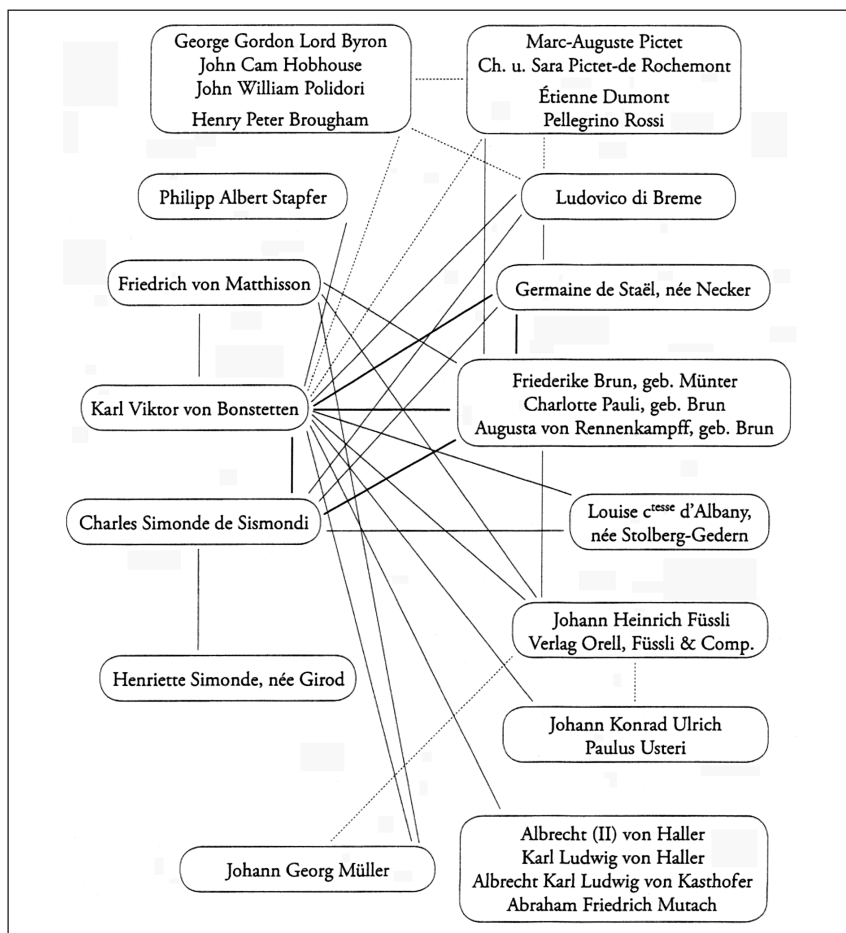 George Gordon Lord Byron
John Cam Hobhouse
John William Polidori
Henry Peter Brougham
Marc-Auguste Pictet
Ch. u. Sara Pictet-de Rochemont
Étienne Dumont
Pellegrino Rossi
Philipp Albert Stapfer
Ludovico di Breme
Friedrich von Matthisson
Germaine de Staël, née Necker
Karl Viktor von Bonstetten
Friederike Brun, geb. Münter
Charlotte Pauli, geb. Brun
Augusta von Rennenkampff, geb. Brun
Charles Simonde de Sismondi
Louise ctesse d'Albany,
née Stolberg-Gedern
Johann Heinrich Füssli
Verlag Orell, Füssli & Comp.
Henriette Simonde, née Girod
Johann Konrad Ulrich
Paulus Usteri
Johann Georg Müller
Albrecht (II) von Haller
Karl Ludwig von Haller
Albrecht Karl Ludwig von Kasthofer
Abraham Friedrich Mutach